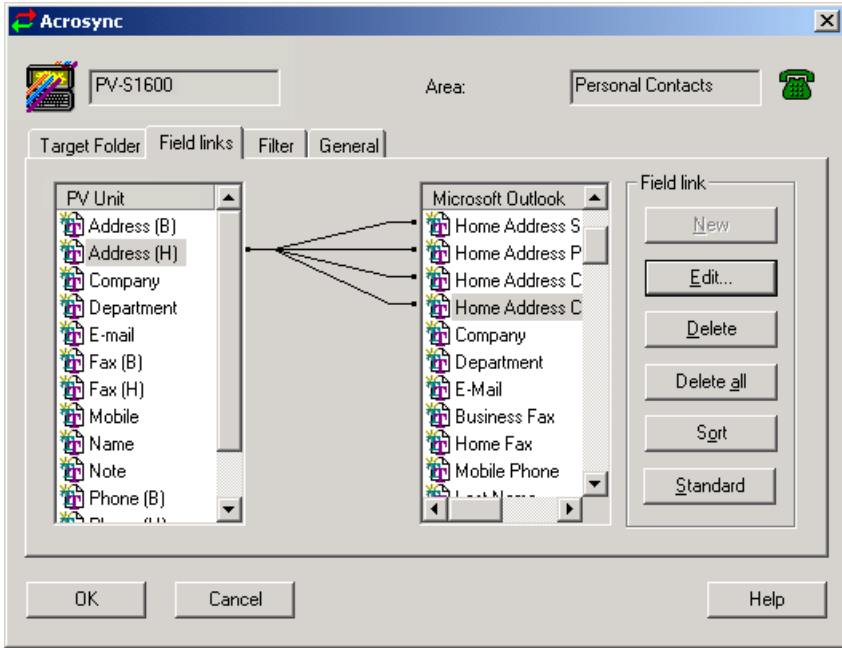 Acrosync
PV-S1600
Area:
Personal Contacts
Target Folder
Field links
Filter
General
PV Unit
Address (B)
Address (H)
Company
Department
E-mail
Fax (B)
Fax (H)
Mobile
Name
Note
Phone (B)
Microsoft Outlook
Home Address S
Home Address P
Home Address C
Home Address C
Company
Department
E-Mail
Business Fax
Home Fax
Mobile Phone
Field link
New
Edit...
Delete
Delete all
Sort
Standard
OK
Cancel
Help